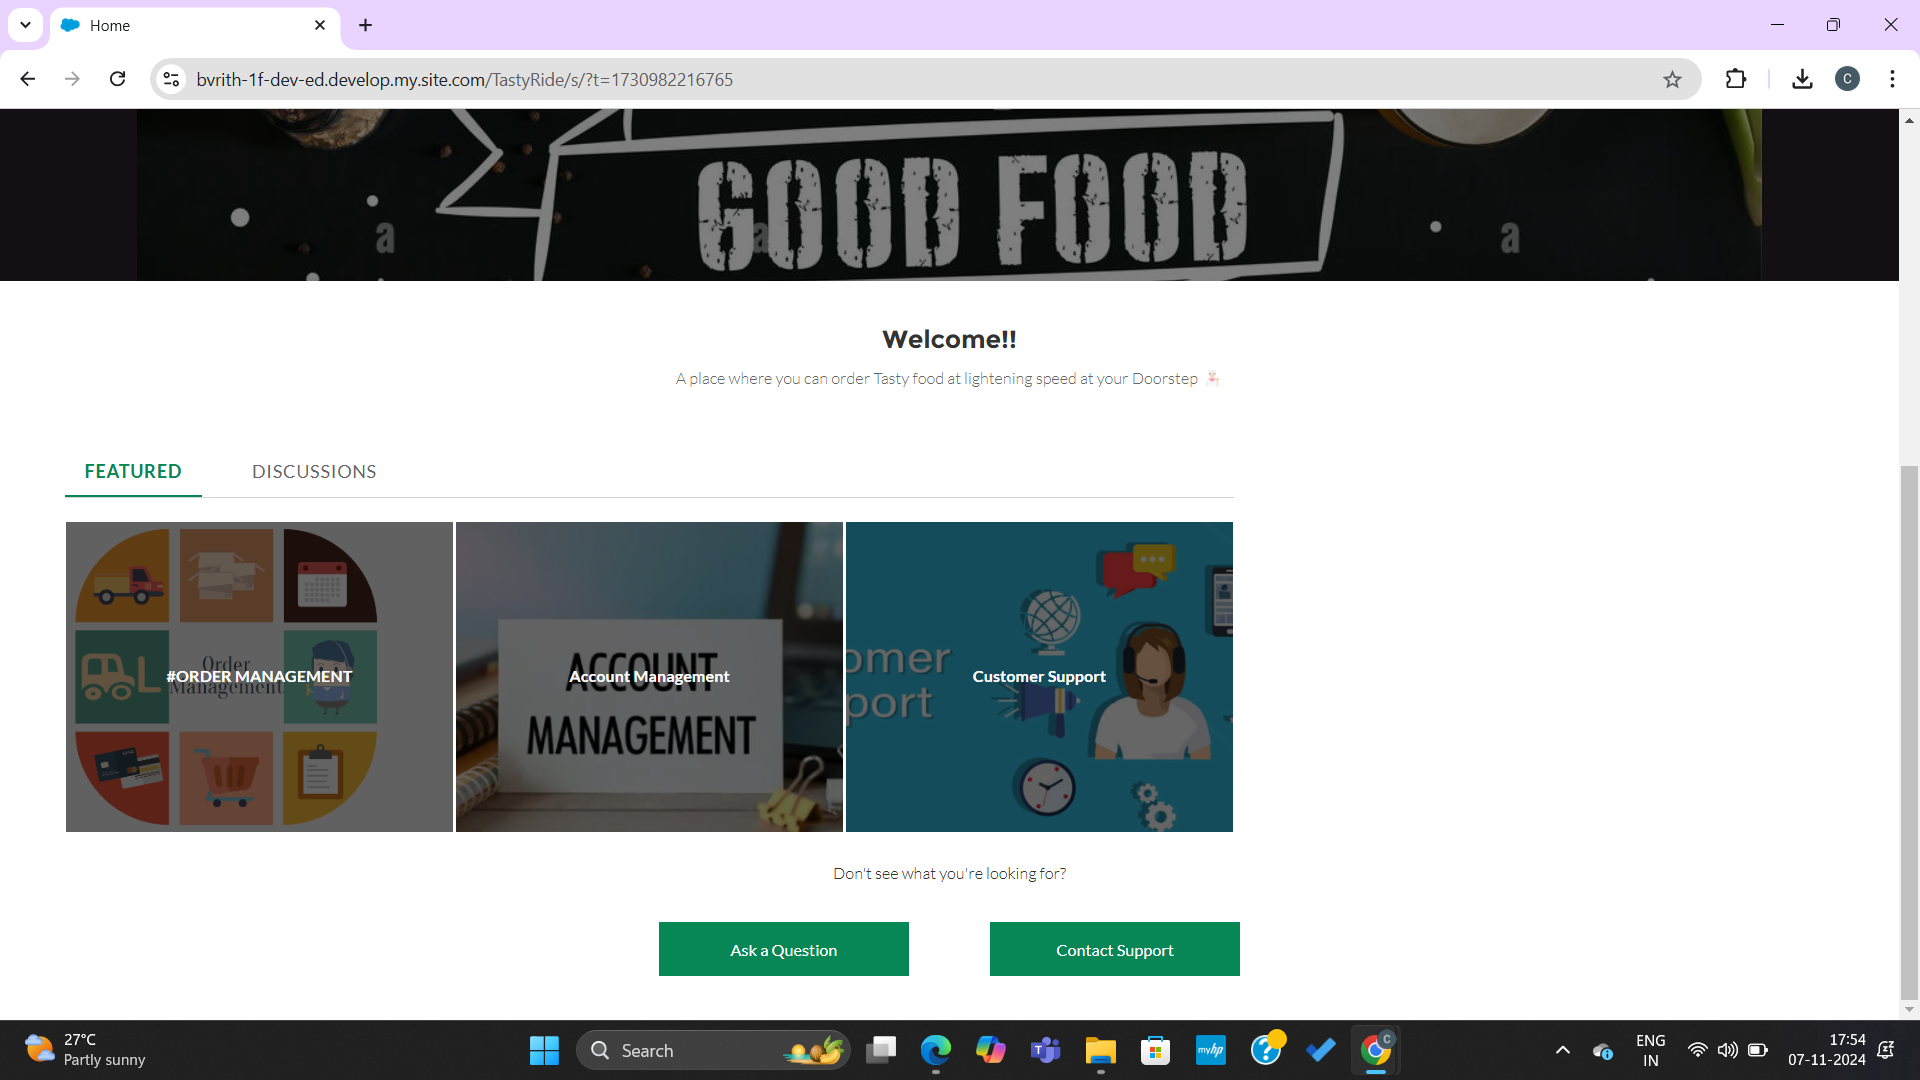 Home
bvrith-1f-dev-ed.develop.my.site.com/TastyRide/s/?t=1730982216765
C
GOOD FOOD
a
a
a
Welcome!!
A place where you can order Tasty food at lightening speed at your Doorstep
FEATURED
DISCUSSIONS
Order
Management
#ORDER MANAGEMENT
ACCOUNT
MANAGEMENT
Account Management
omer
port
Customer Support
Don't see what you're looking for?
Ask a Question
Contact Support
27°C
Partly sunny
Search
myhp
C
ENG
IN
17:54
07-11-2024